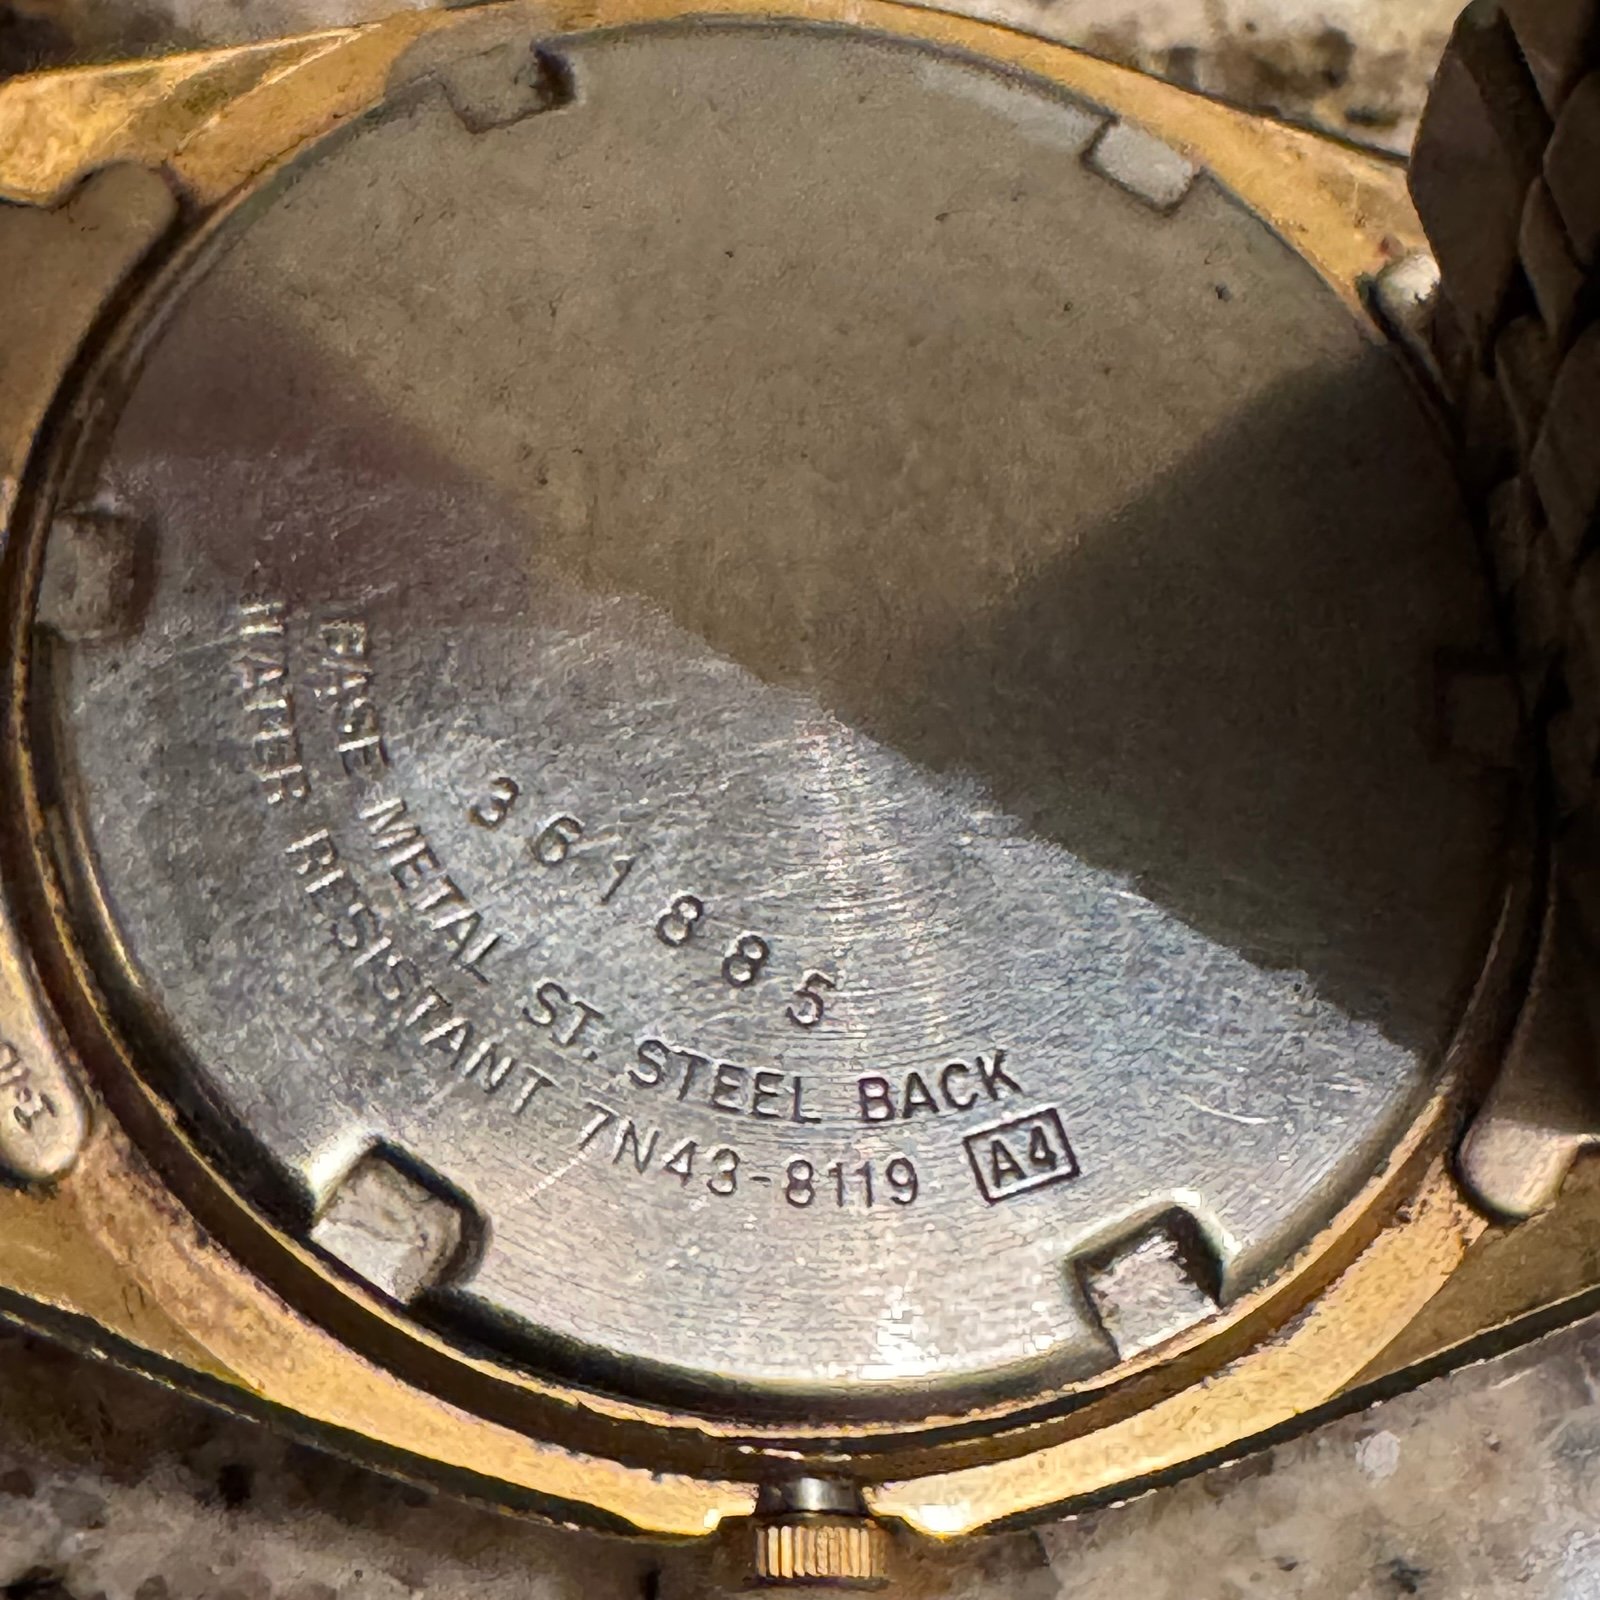 361885
BASE METAL ST. STEEL BACK
WATER RESISTANT 7N43-8119 A4